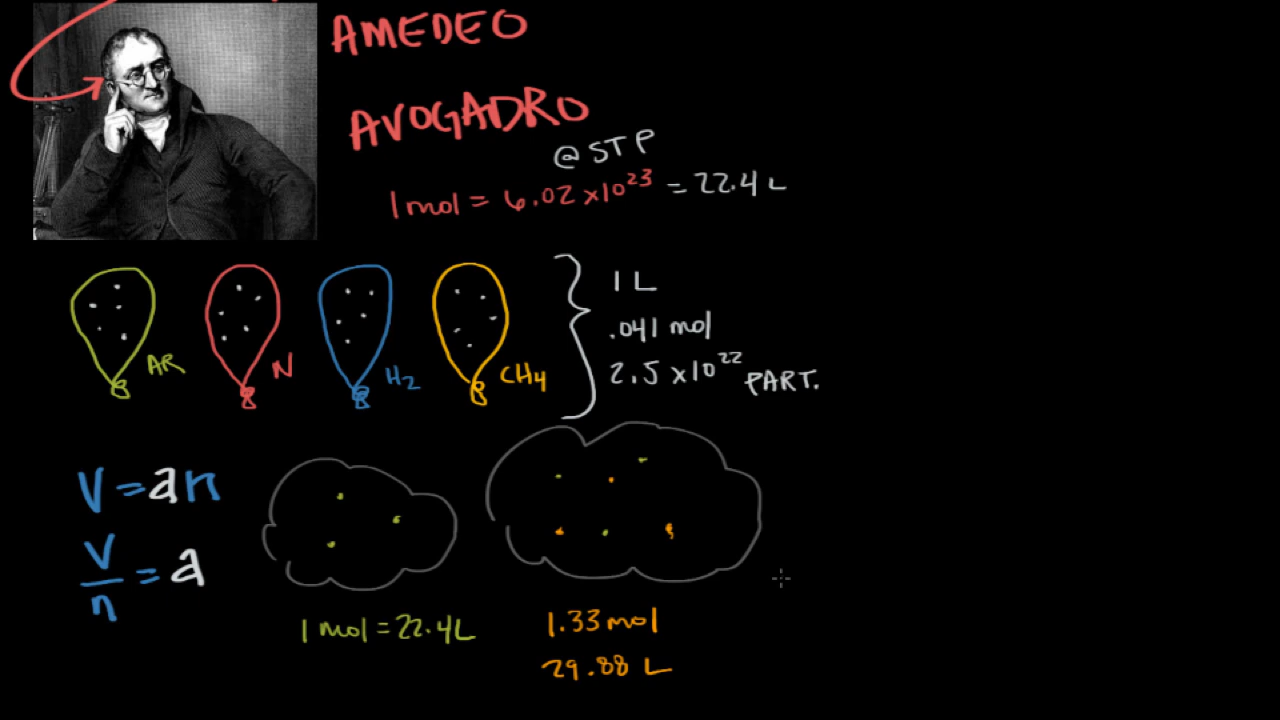 AMEDEO
AVOGADRO
@ STP
1 mol = 6.02 x 10²³ = 22.4 L
AR
N
H₂
CH₄
1 L
.041 mol
2.5 x 10²² PART.
V = an
V/n = a
1 mol = 22.4 L
1.33 mol
29.88 L